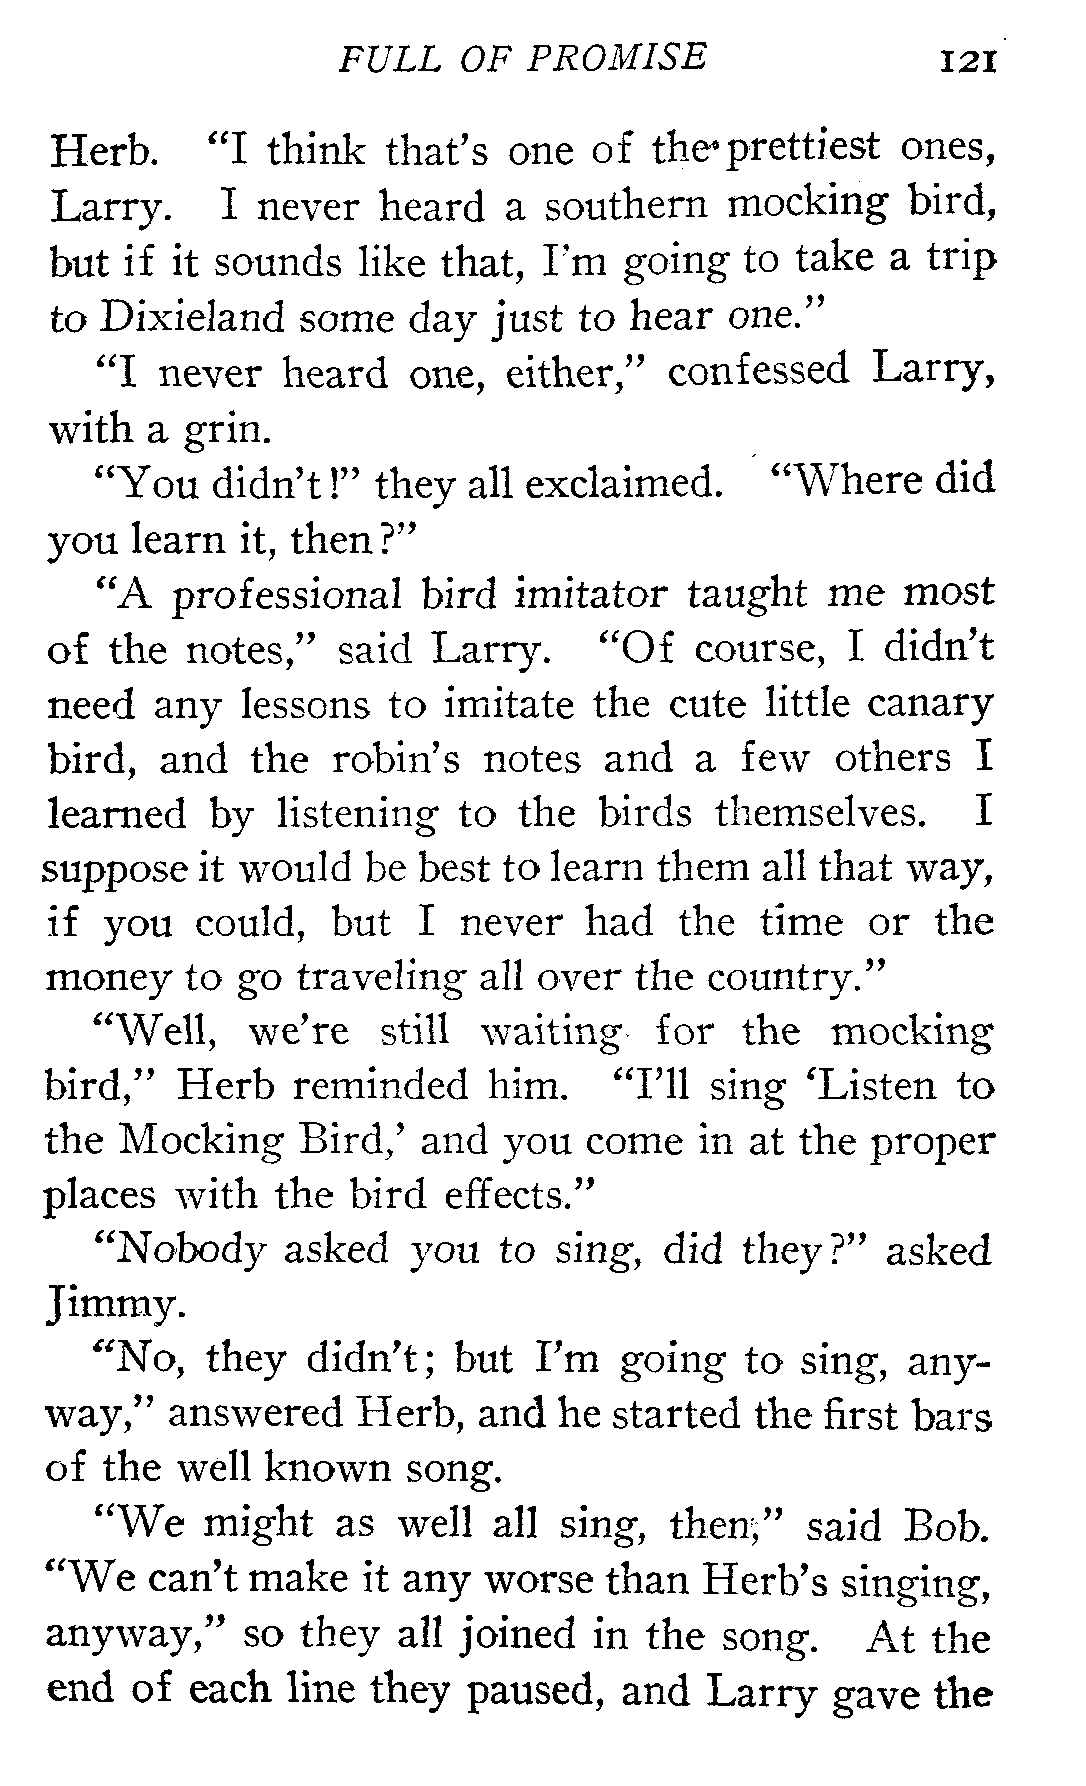 FULL OF PROMISE 121
Herb. "I think that's one of the prettiest ones,
Larry. I never heard a southern mocking bird,
but if it sounds like that, I'm going to take a trip
to Dixieland some day just to hear one."
"I never heard one, either," confessed Larry,
with a grin.
"You didn't!" they all exclaimed. "Where did
you learn it, then?"
"A professional bird imitator taught me most
of the notes," said Larry. "Of course, I didn't
need any lessons to imitate the cute little canary
bird, and the robin's notes and a few others I
learned by listening to the birds themselves. I
suppose it would be best to learn them all that way,
if you could, but I never had the time or the
money to go traveling all over the country."
"Well, we're still waiting for the mocking
bird," Herb reminded him. "I'll sing 'Listen to
the Mocking Bird,' and you come in at the proper
places with the bird effects."
"Nobody asked you to sing, did they?" asked
Jimmy.
"No, they didn't; but I'm going to sing, any-
way," answered Herb, and he started the first bars
of the well known song.
"We might as well all sing, then," said Bob.
"We can't make it any worse than Herb's singing,
anyway," so they all joined in the song. At the
end of each line they paused, and Larry gave the